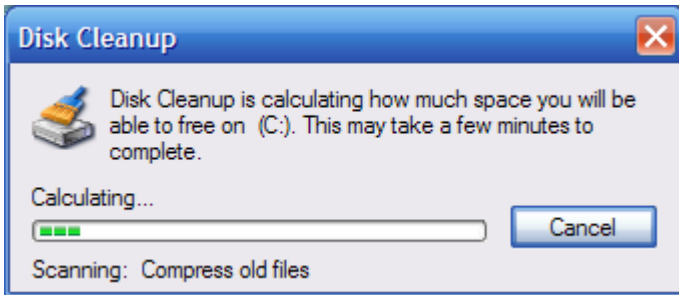 Disk Cleanup
Disk Cleanup is calculating how much space you will be
able to free on  (C:). This may take a few minutes to
complete.
Calculating...
Cancel
Scanning:  Compress old files